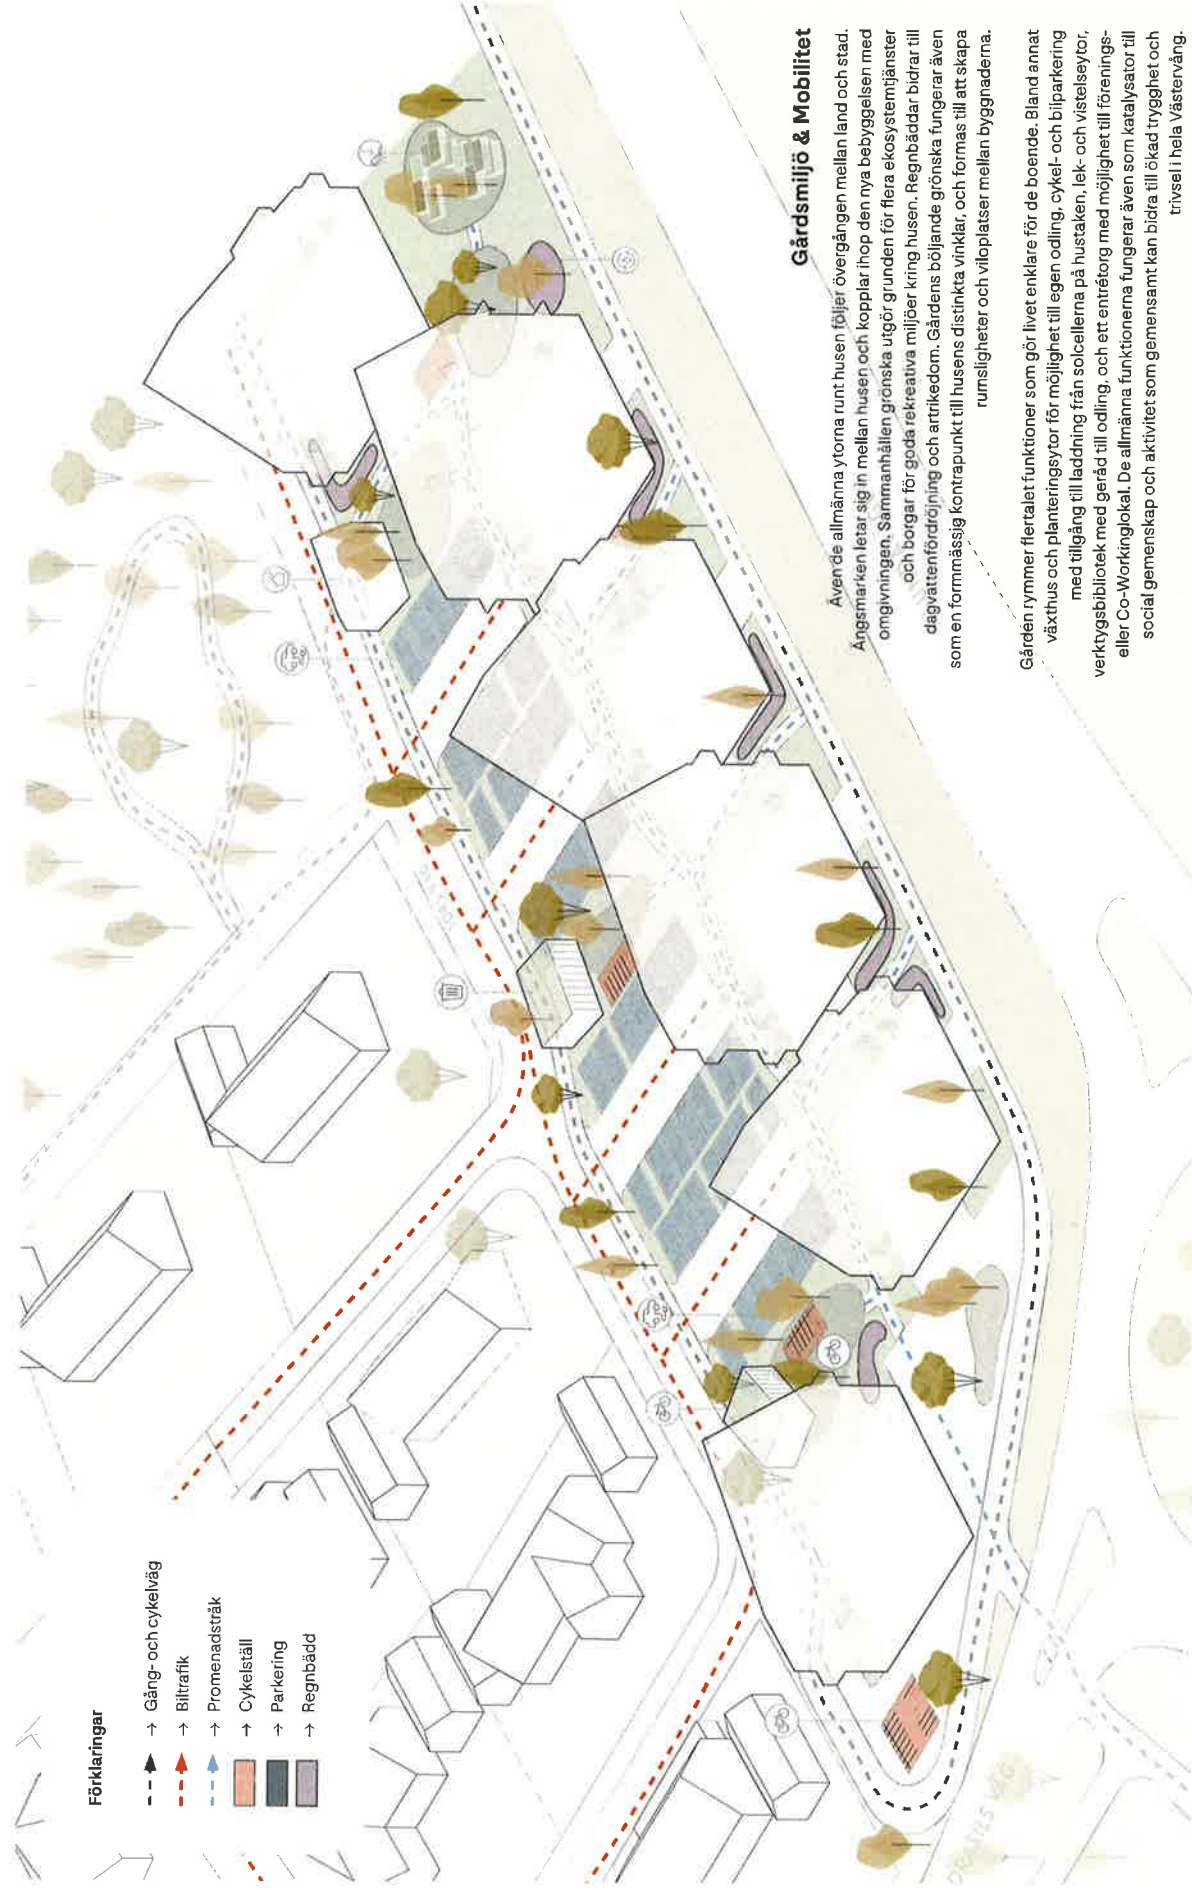 Gårdsmiljö & Mobilitet
Även de allmänna ytorna runt husen följer övergången mellan land och stad.
Ängsmarken letar sig in mellan husen och kopplar ihop den nya bebyggelsen med
omgivningen. Sammanhållen grönska utgör grunden för flera ekosystemtjänster
och borgar för goda rekreativa miljöer kring husen. Regnbäddar bidrar till
dagvattenfördröjning och artrikedom. Gårdens böljande grönska fungerar även
som en formmässig kontrapunkt till husens distinkta vinklar, och formas till att skapa
rumsligheter och viloplatser mellan byggnaderna.
Gården rymmer flertalet funktioner som gör livet enklare för de boende. Bland annat
växthus och planteringsytor för möjlighet till egen odling, cykel- och bilparkering
med tillgång till laddning från solcellerna på hustaken, lek- och vistelseytor,
verktygsbibliotek med geråd till odling, och ett entrétorg med möjlighet till förenings-
eller Co-Workinglokal. De allmänna funktionerna fungerar även som katalysator till
social gemenskap och aktivitet som gemensamt kan bidra till ökad trygghet och
trivsel i hela Västervång.
Förklaringar
→ Gång- och cykelväg
→ Biltrafik
→ Promenadstråk
→ Cykelställ
→ Parkering
→ Regnbädd